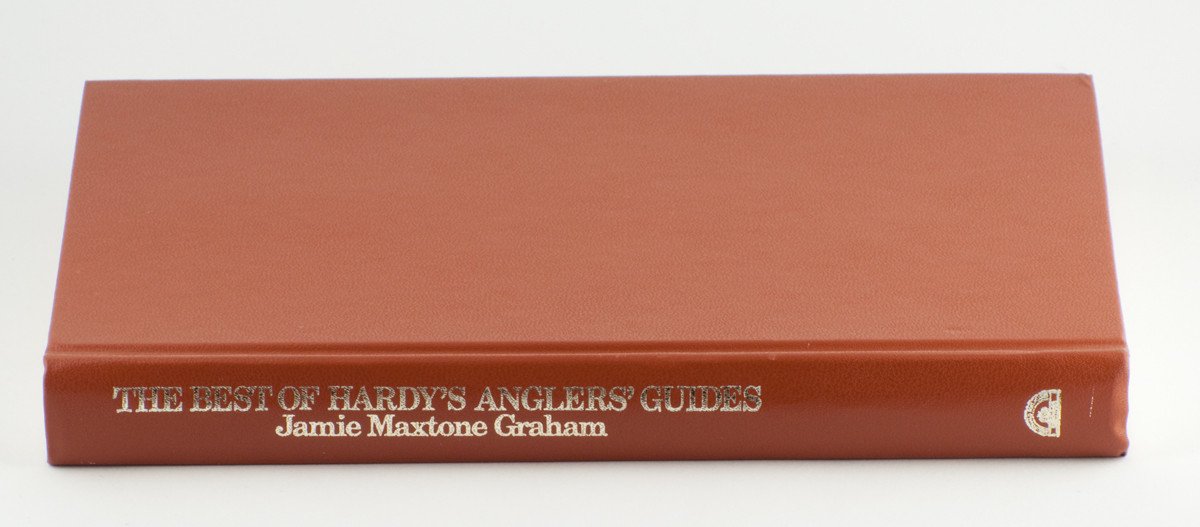 THE BEST OF HARDY'S ANGLERS' GUIDES
Jamie Maxtone Graham